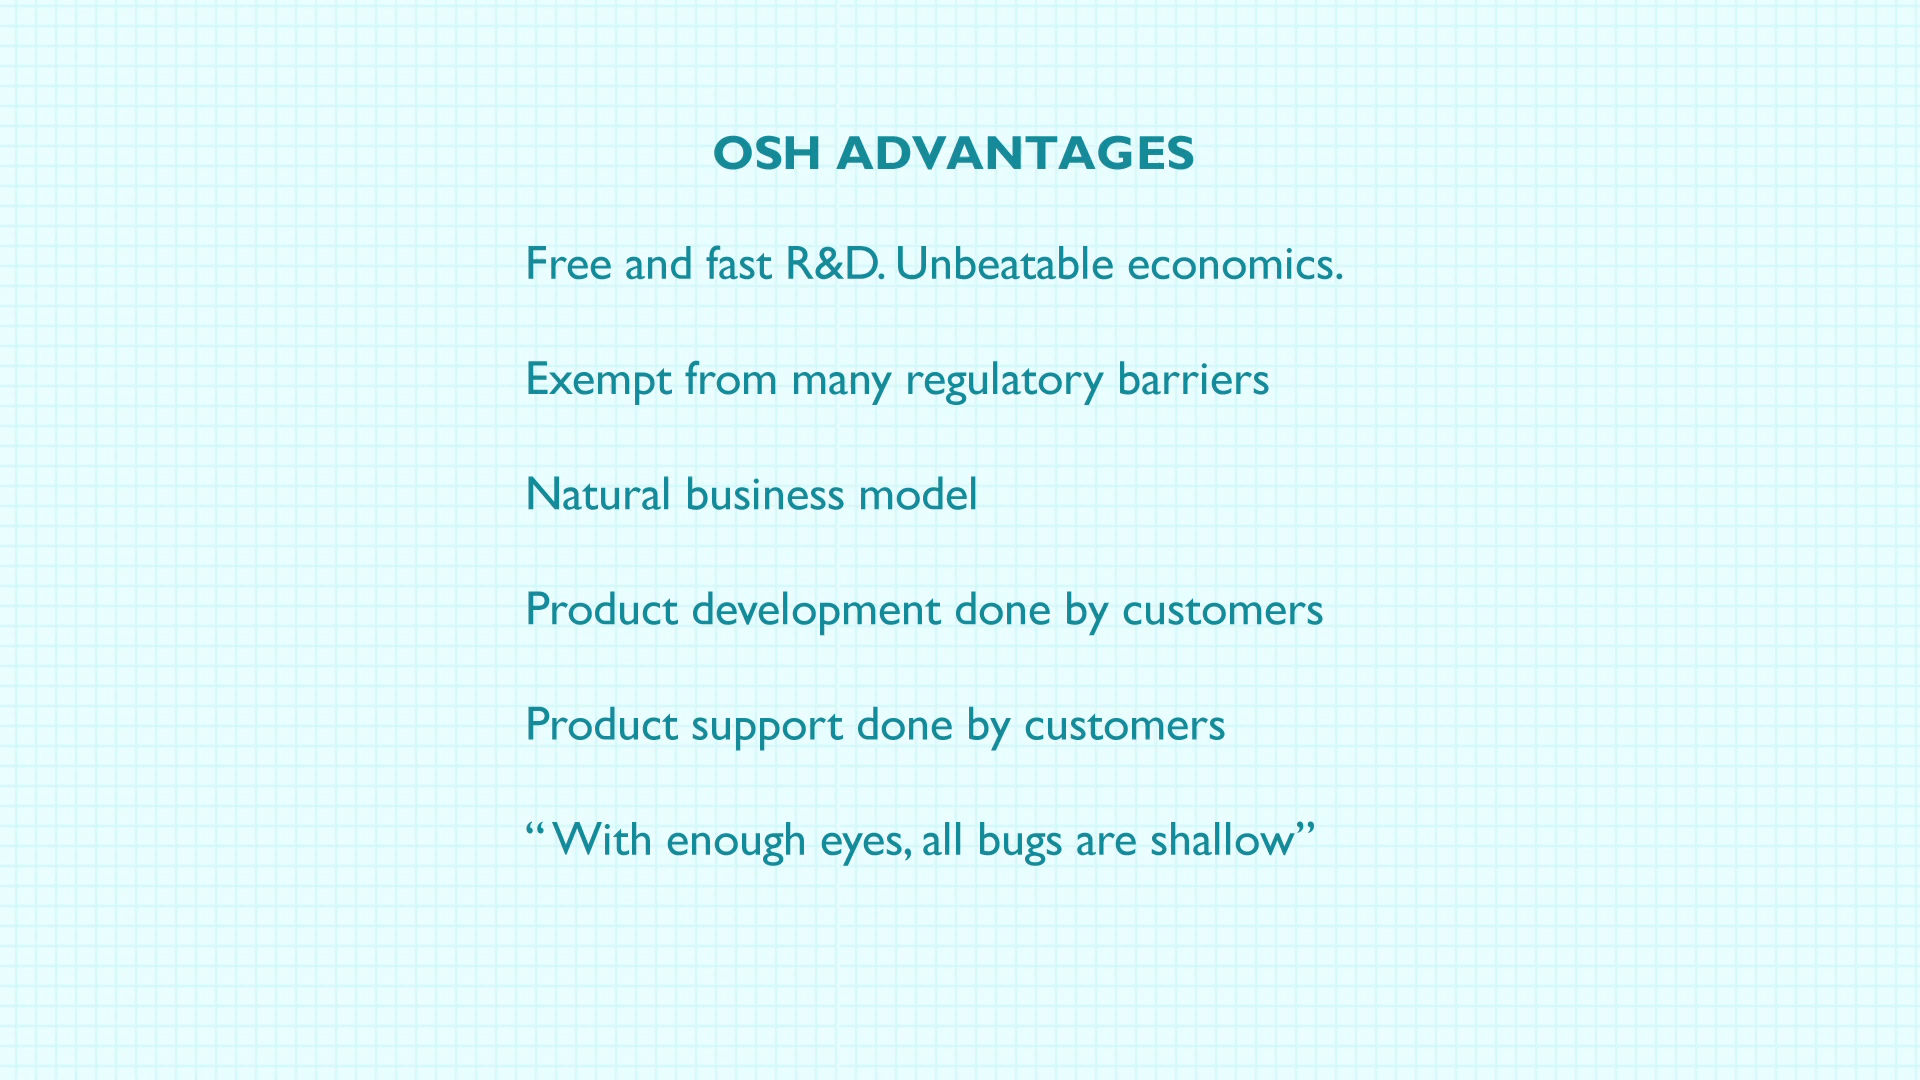 OSH ADVANTAGES
Free and fast R&D. Unbeatable economics.
Exempt from many regulatory barriers
Natural business model
Product development done by customers
Product support done by customers
“With enough eyes, all bugs are shallow”